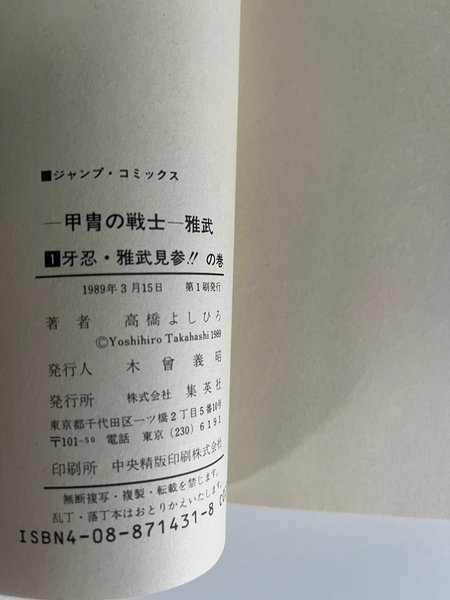 ■ジャンプ・コミックス
―甲冑の戦士―雅武
1牙忍・雅武見参!! の巻
1989年3月15日 第1刷発行
著者 高橋よしひろ
©Yoshihiro Takahashi 1989
発行人 木曽義昭
発行所 株式会社 集英社
東京都千代田区一ツ橋2丁目5番10号
〒101-50 電話 東京(230)6191
印刷所 中央精版印刷株式会社
無断複写・複製・転載を禁じます。
乱丁・落丁本はおとりかえいたします。
ISBN4-08-871431-8